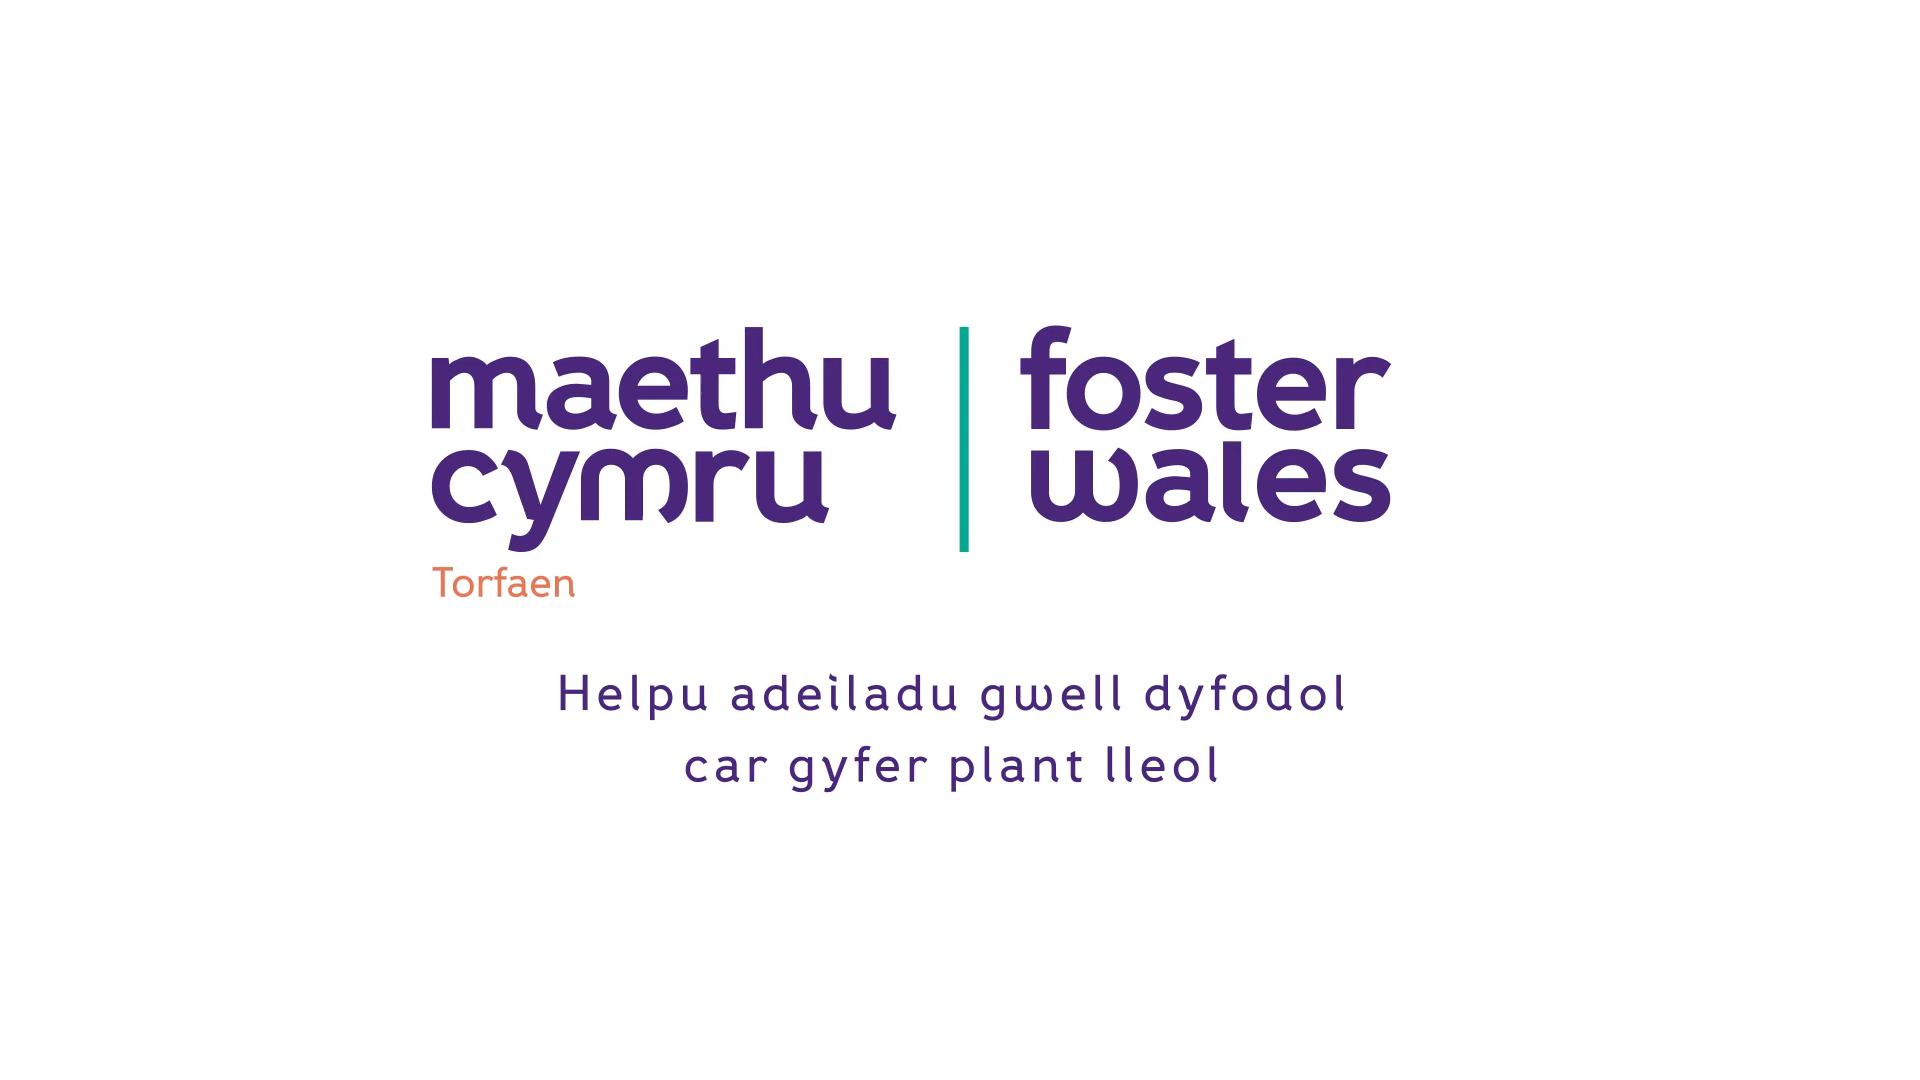 maethu
cymru
foster
wales
Torfaen
Helpu adeiladu gwell dyfodol
car gyfer plant lleol